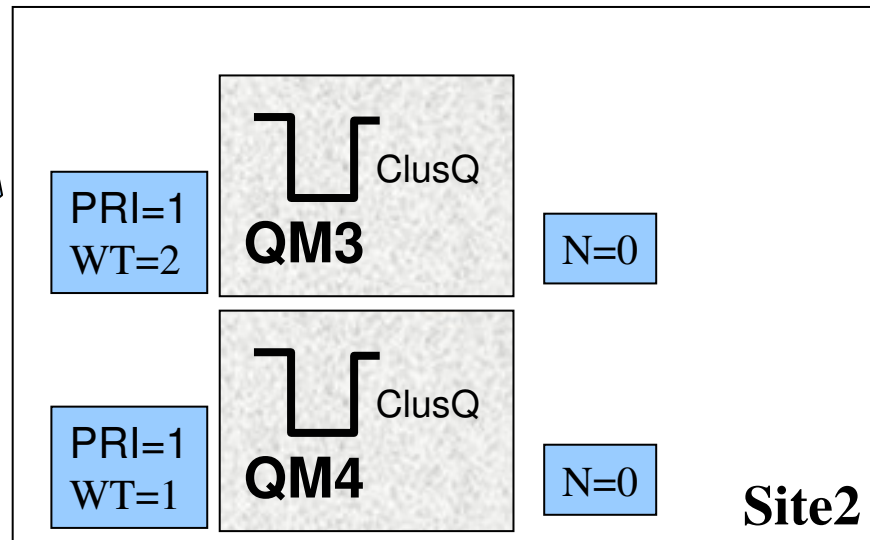 ClusQ
PRI=1
WT=2
QM3
N=0
ClusQ
PRI=1
WT=1
QM4
N=0
Site2